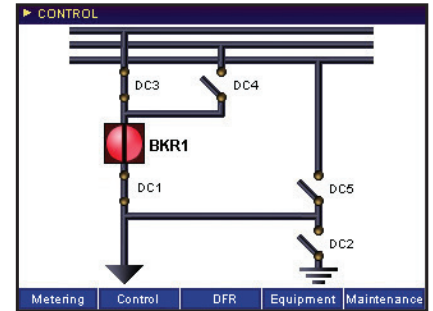 CONTROL
DC3
DC4
BKR1
DC1
DC5
DC2
Metering Control DFR Equipment Maintenance